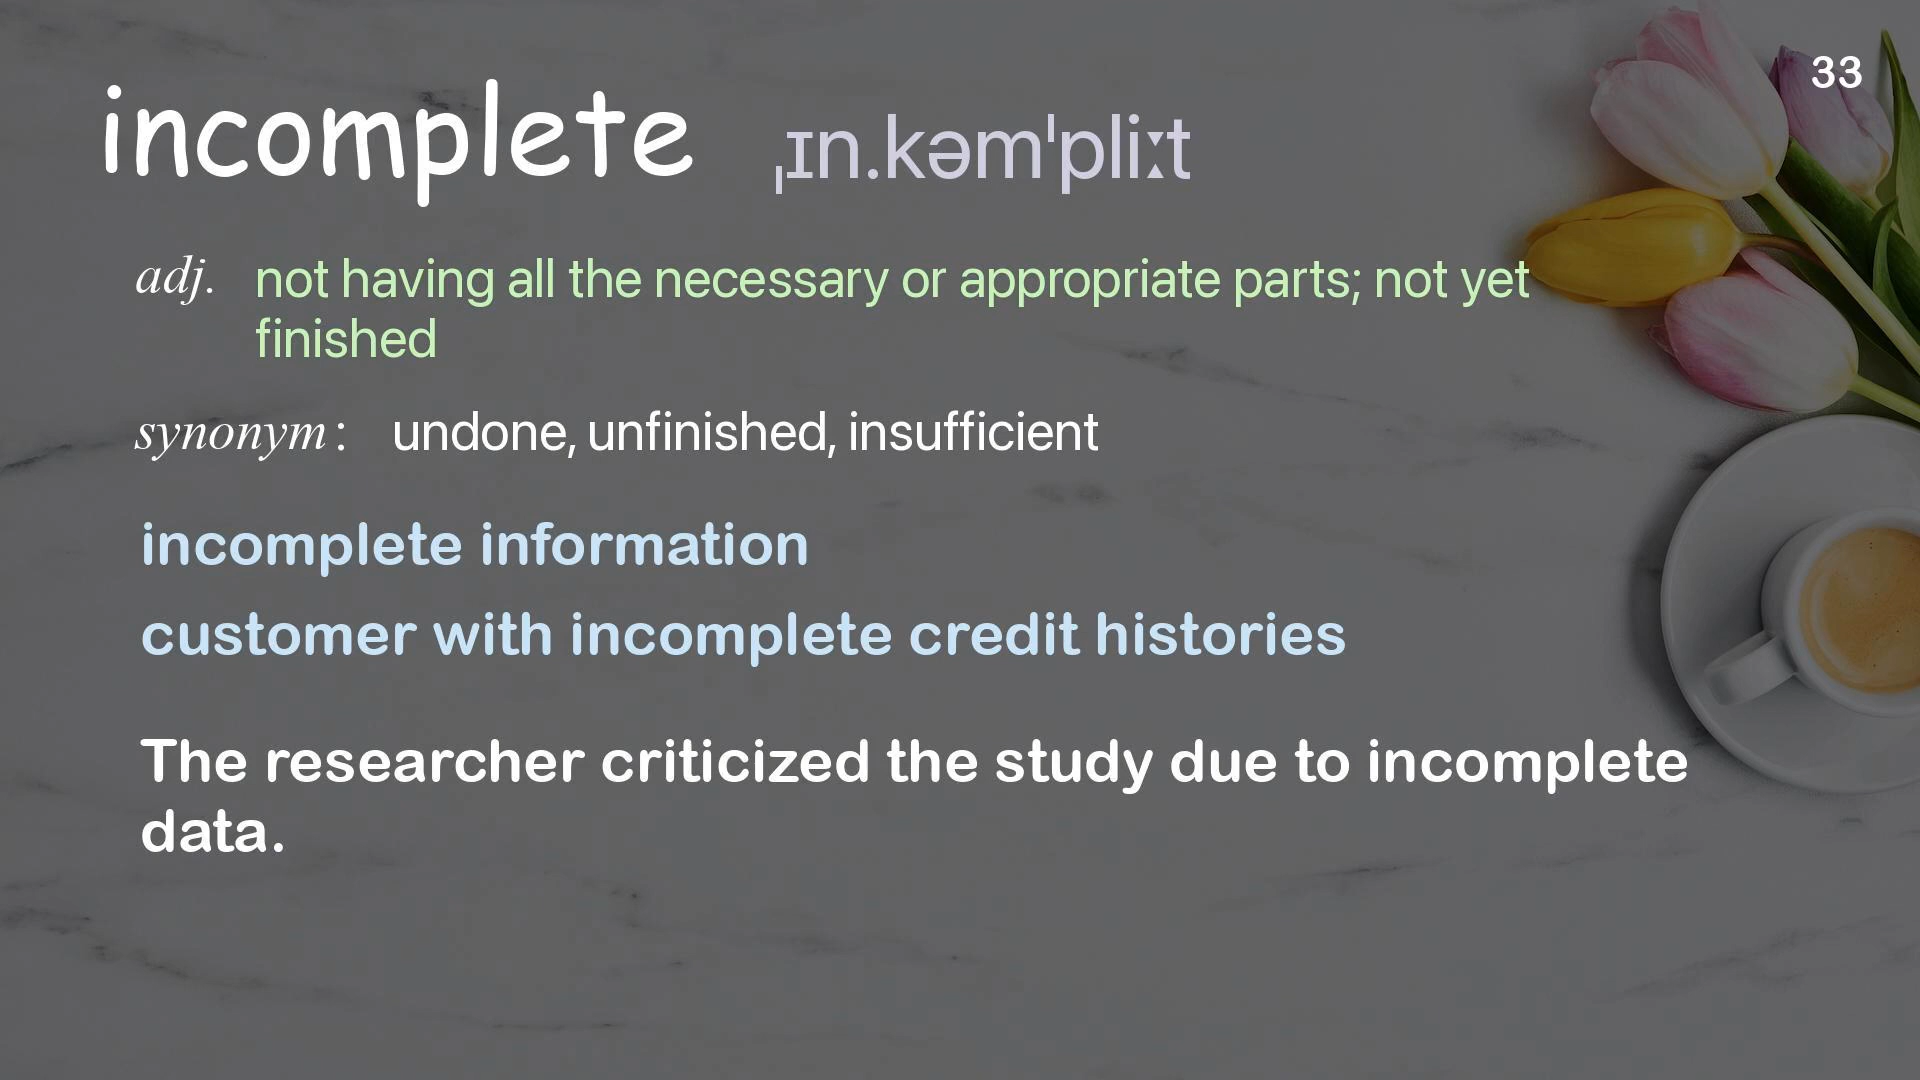 33
incomplete ˌɪn.kəmˈpliːt
adj. not having all the necessary or appropriate parts; not yet
finished
synonym: undone, unfinished, insufficient
incomplete information
customer with incomplete credit histories
The researcher criticized the study due to incomplete
data.